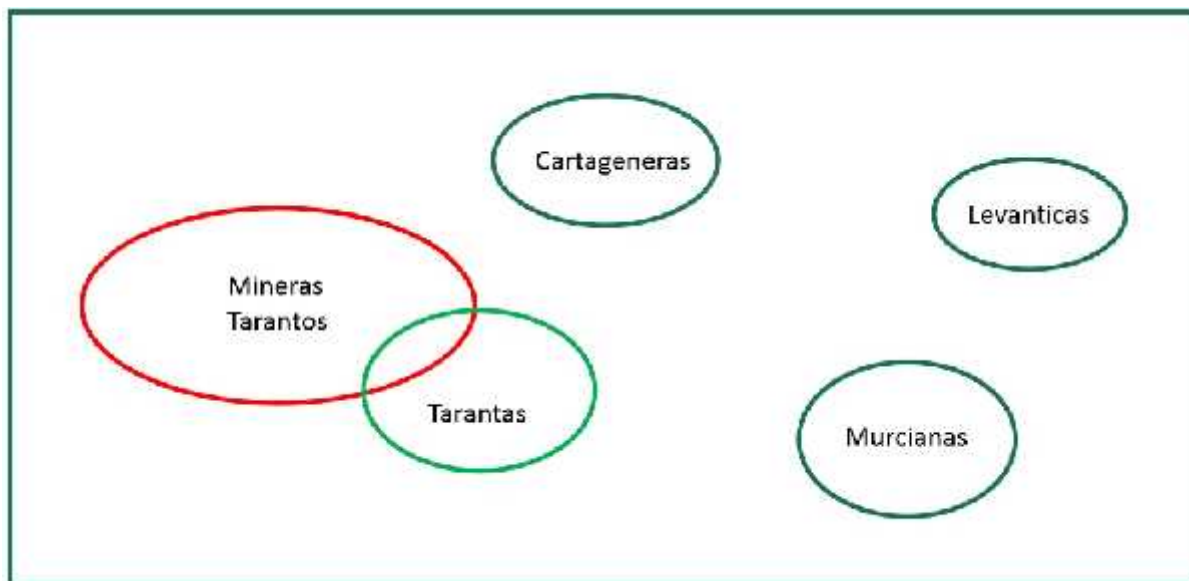 Cartageneras
Levanticas
Mineras
Tarantos
Tarantas
Murcianas